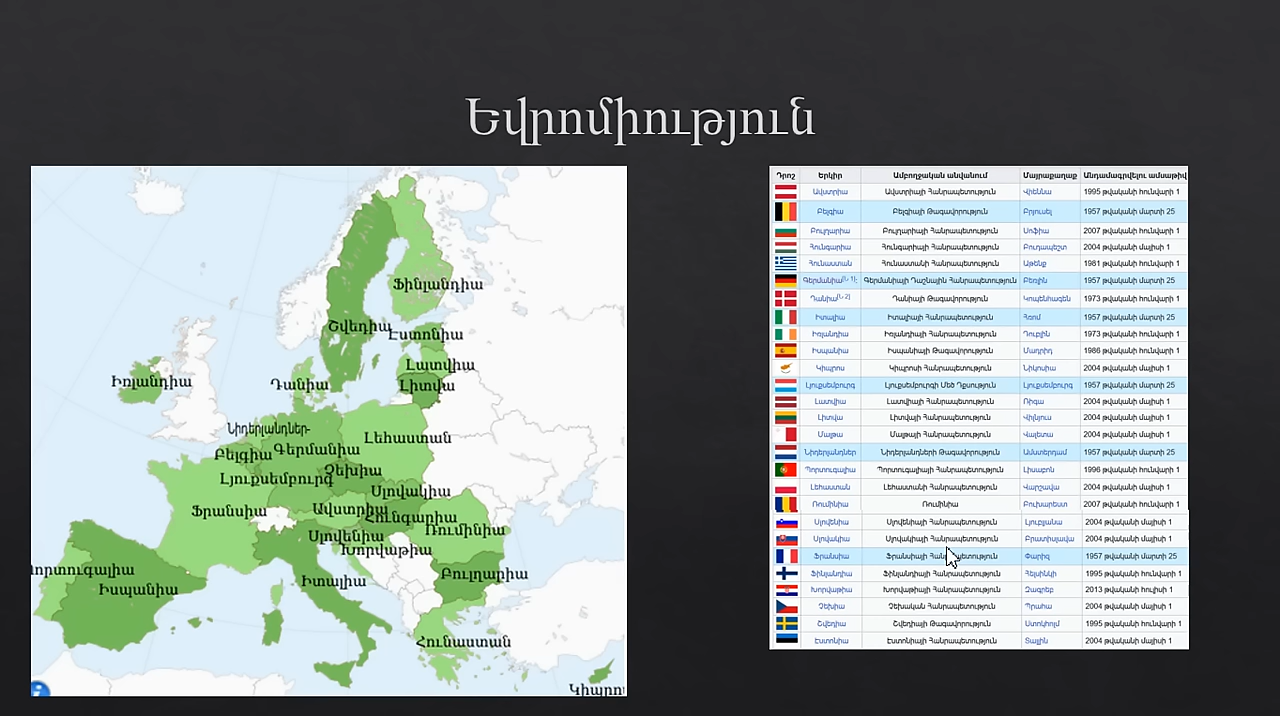 Եվրոմիություն
Ֆինլանդիա
Շվեդիա
Էստոնիա
Լատվիա
Իռլանդիա
Դանիա
Լիտվա
Նիդերլանդներ
Լեհաստան
Բելգիա
Գերմանիա
Չեխիա
Լյուքսեմբուրգ
Սլովակիա
Ֆրանսիա
Ավստրիա
Հունգարիա
Ռումինիա
Սլովենիա
Խորվաթիա
որտուգալիա
Իսպանիա
Իտալիա
Բուլղարիա
Հունաստան
Կիպրո
Դրոշ Երկիր Ամբողջական անվանում Մայրաքաղաք Անդամագրվելու ամսաթիվ
Ավստրիա Ավստրիայի Հանրապետություն Վիեննա 1995 թվականի հունվարի 1
Բելգիա Բելգիայի Թագավորություն Բրյուսել 1957 թվականի մարտի 25
Բուլղարիա Բուլղարիայի Հանրապետություն Սոֆիա 2007 թվականի հունվարի 1
Հունգարիա Հունգարիայի Հանրապետություն Բուդապեշտ 2004 թվականի մայիսի 1
Հունաստան Հունաստանի Հանրապետություն Աթենք 1981 թվականի հունվարի 1
Գերմանիա[Ն 1]: Գերմանիայի Դաշնային Հանրապետություն Բեռլին 1957 թվականի մարտի 25
Դանիա[Ն 2] Դանիայի Թագավորություն Կոպենհագեն 1973 թվականի հունվարի 1
Իտալիա Իտալիայի Հանրապետություն Հռոմ 1957 թվականի մարտի 25
Իռլանդիա Իռլանդիայի Հանրապետություն Դուբլին 1973 թվականի հունվարի 1
Իսպանիա Իսպանիայի Թագավորություն Մադրիդ 1986 թվականի հունվարի 1
Կիպրոս Կիպրոսի Հանրապետություն Նիկոսիա 2004 թվականի մայիսի 1
Լյուքսեմբուրգ Լյուքսեմբուրգի Մեծ Դքսություն Լյուքսեմբուրգ 1957 թվականի մարտի 25
Լատվիա Լատվիայի Հանրապետություն Ռիգա 2004 թվականի մայիսի 1
Լիտվա Լիտվայի Հանրապետություն Վիլնյուս 2004 թվականի մայիսի 1
Մալթա Մալթայի Հանրապետություն Վալետա 2004 թվականի մայիսի 1
Նիդերլանդներ Նիդերլանդների Թագավորություն Ամստերդամ 1957 թվականի մարտի 25
Պորտուգալիա Պորտուգալիայի Հանրապետություն Լիսաբոն 1996 թվականի հունվարի 1
Լեհաստան Լեհաստանի Հանրապետություն Վարշավա 2004 թվականի մայիսի 1
Ռումինիա Ռումինիա Բուխարեստ 2007 թվականի հունվարի 1
Սլովենիա Սլովենիայի Հանրապետություն Լյուբլյանա 2004 թվականի մայիսի 1
Սլովակիա Սլովակիայի Հանրապետություն Բրատիսլավա 2004 թվականի մայիսի 1
Ֆրանսիա Ֆրանսիայի Հանրապետություն Փարիզ 1957 թվականի մարտի 25
Ֆինլանդիա Ֆինլանդիայի Հանրապետություն Հելսինկի 1995 թվականի հունվարի 1
Խորվաթիա Խորվաթիայի Հանրապետություն Զագրեբ 2013 թվականի հուլիսի 1
Չեխիա Չեխական Հանրապետություն Պրահա 2004 թվականի մայիսի 1
Շվեդիա Շվեդիայի Թագավորություն Ստոկհոլմ 1995 թվականի հունվարի 1
Էստոնիա Էստոնիայի Հանրապետություն Տալլին 2004 թվականի մայիսի 1